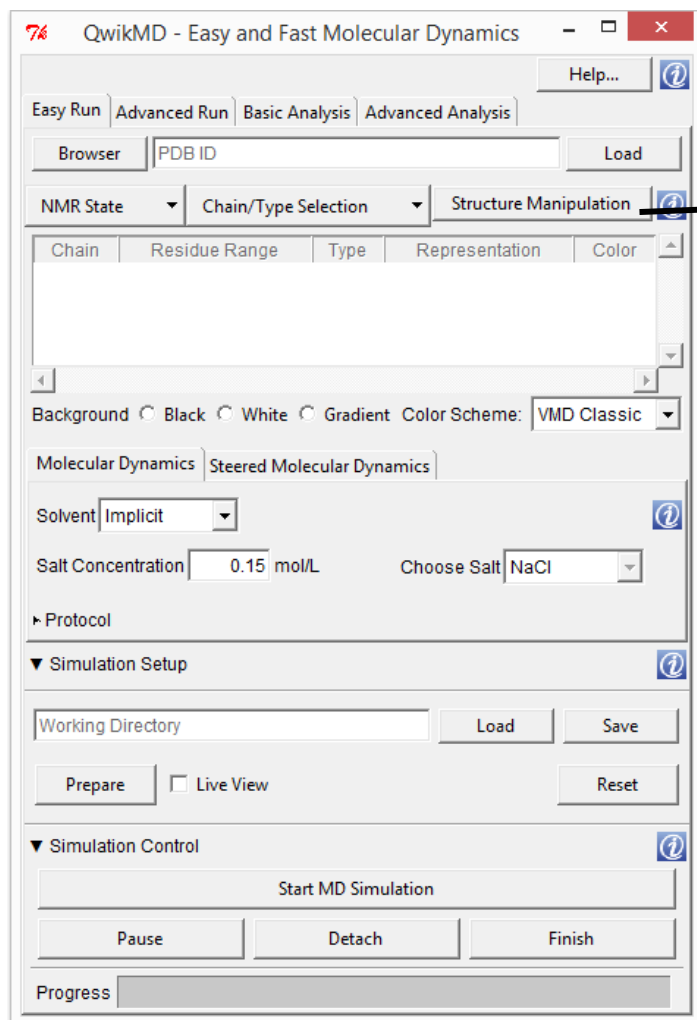 7k QwikMD - Easy and Fast Molecular Dynamics
Help...
Easy Run Advanced Run Basic Analysis Advanced Analysis
Browser PDB ID Load
NMR State Chain/Type Selection Structure Manipulation
Chain Residue Range Type Representation Color
Background Black White Gradient Color Scheme: VMD Classic
Molecular Dynamics Steered Molecular Dynamics
Solvent Implicit
Salt Concentration 0.15 mol/L Choose Salt NaCl
Protocol
Simulation Setup
Working Directory Load Save
Prepare Live View Reset
Simulation Control
Start MD Simulation
Pause Detach Finish
Progress